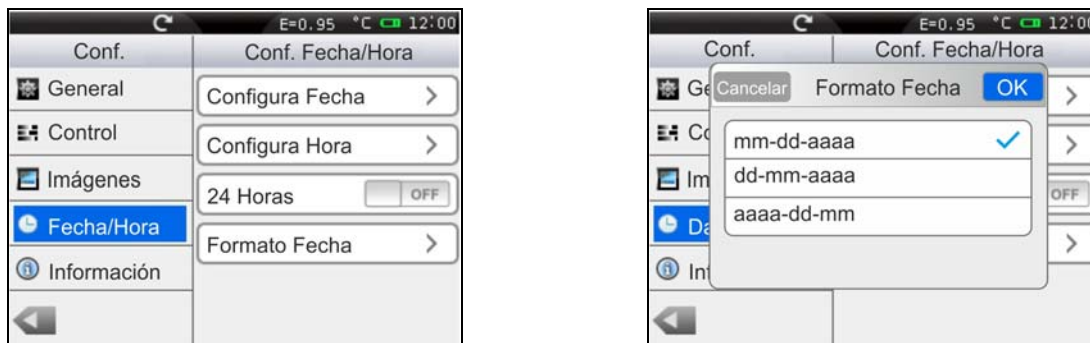 E=0.95 °C 12:00
Conf.
Conf. Fecha/Hora
General
Control
Imágenes
Fecha/Hora
Información
Configura Fecha
Configura Hora
24 Horas OFF
Formato Fecha
E=0.95 °C 12:00
Conf.
Conf. Fecha/Hora
Cancelar Formato Fecha OK
mm-dd-aaaa
dd-mm-aaaa
aaaa-dd-mm
Im
OFF